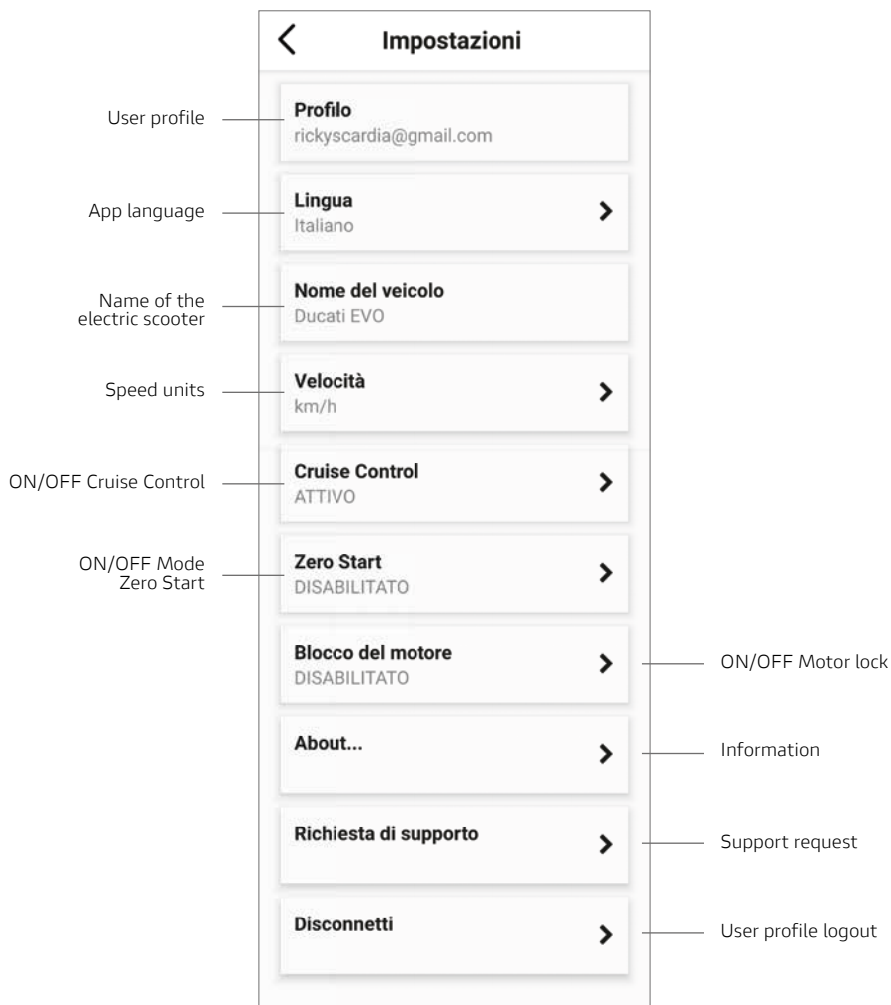 Impostazioni
User profile
Profilo
rickyscardia@gmail.com
App language
Lingua
Italiano
Name of the
electric scooter
Nome del veicolo
Ducati EVO
Speed units
Velocità
km/h
ON/OFF Cruise Control
Cruise Control
ATTIVO
ON/OFF Mode
Zero Start
Zero Start
DISABILITATO
Blocco del motore
DISABILITATO
ON/OFF Motor lock
About...
Information
Richiesta di supporto
Support request
Disconnetti
User profile logout